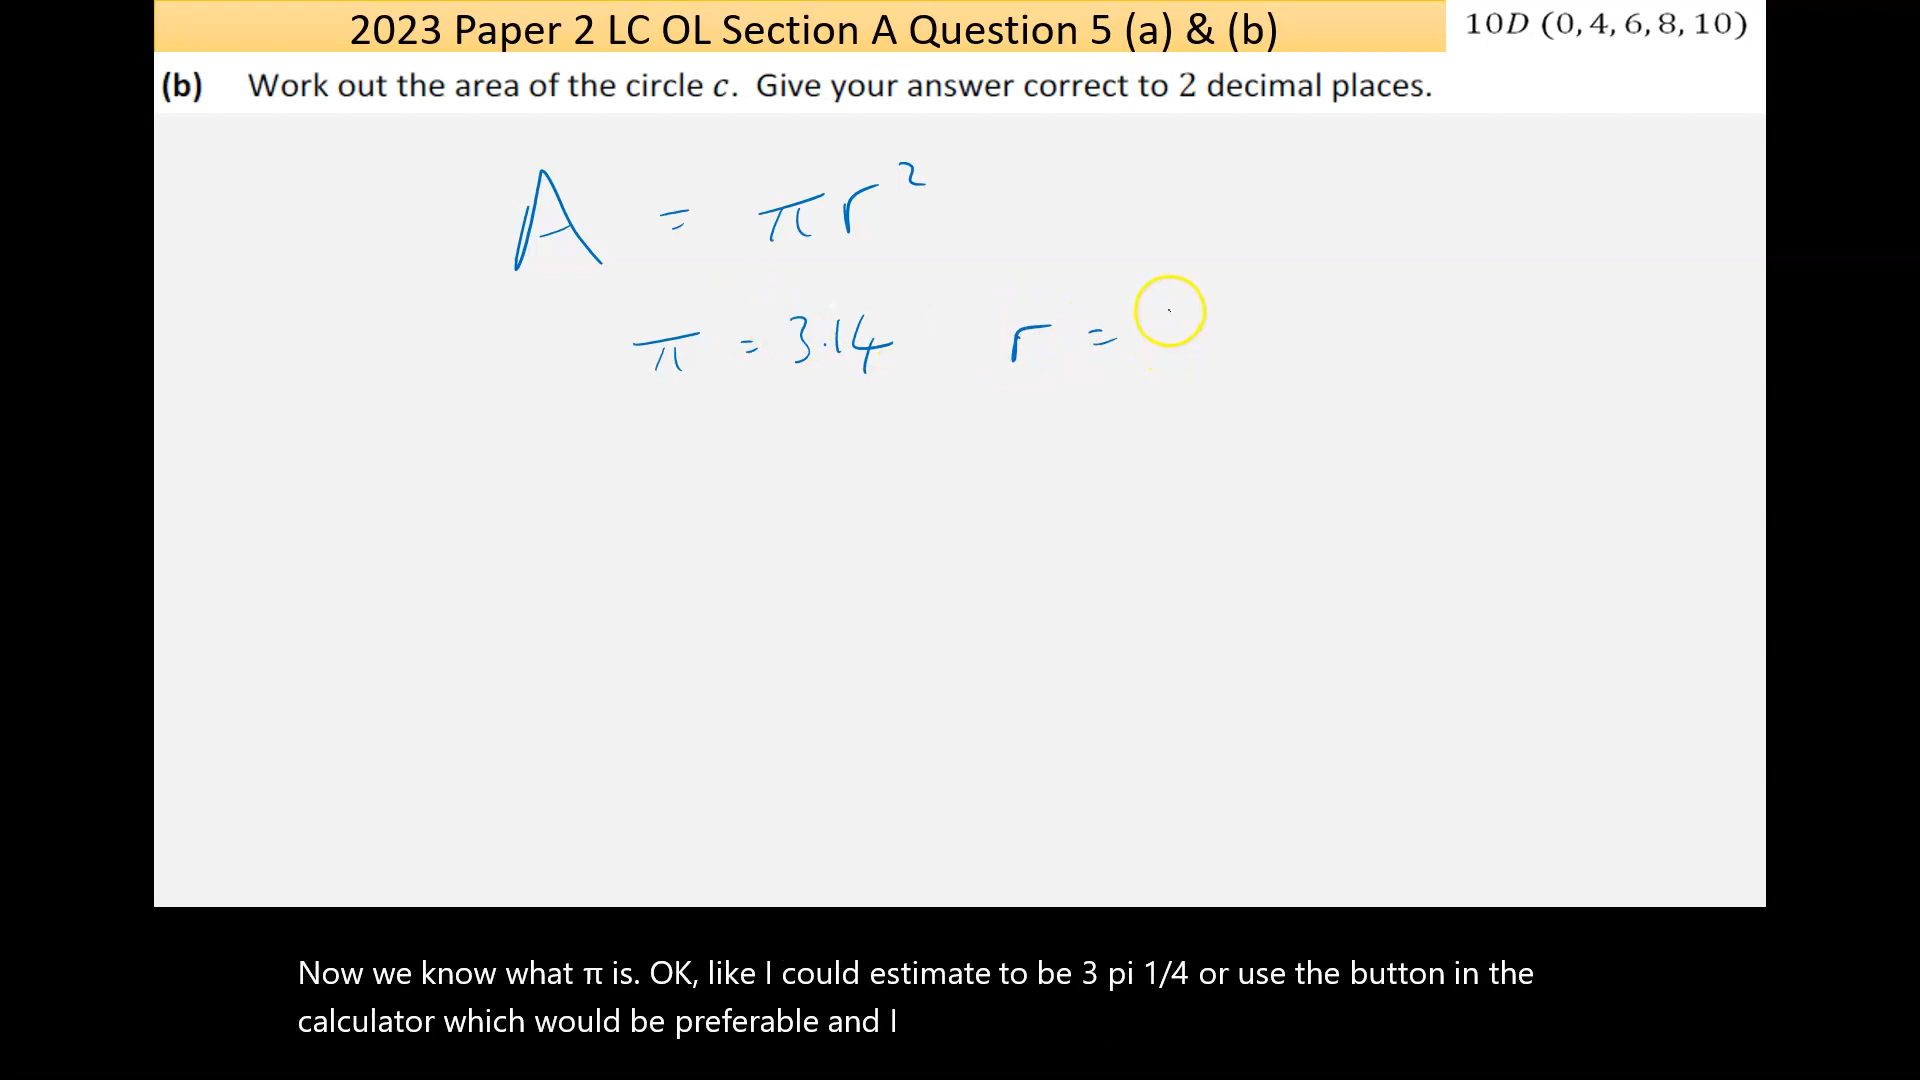 2023 Paper 2 LC OL Section A Question 5 (a) & (b)
10D (0, 4, 6, 8, 10)
(b) Work out the area of the circle c. Give your answer correct to 2 decimal places.
A = πr²
π = 3.14 r =
Now we know what π is. OK, like I could estimate to be 3 pi 1/4 or use the button in the
calculator which would be preferable and I